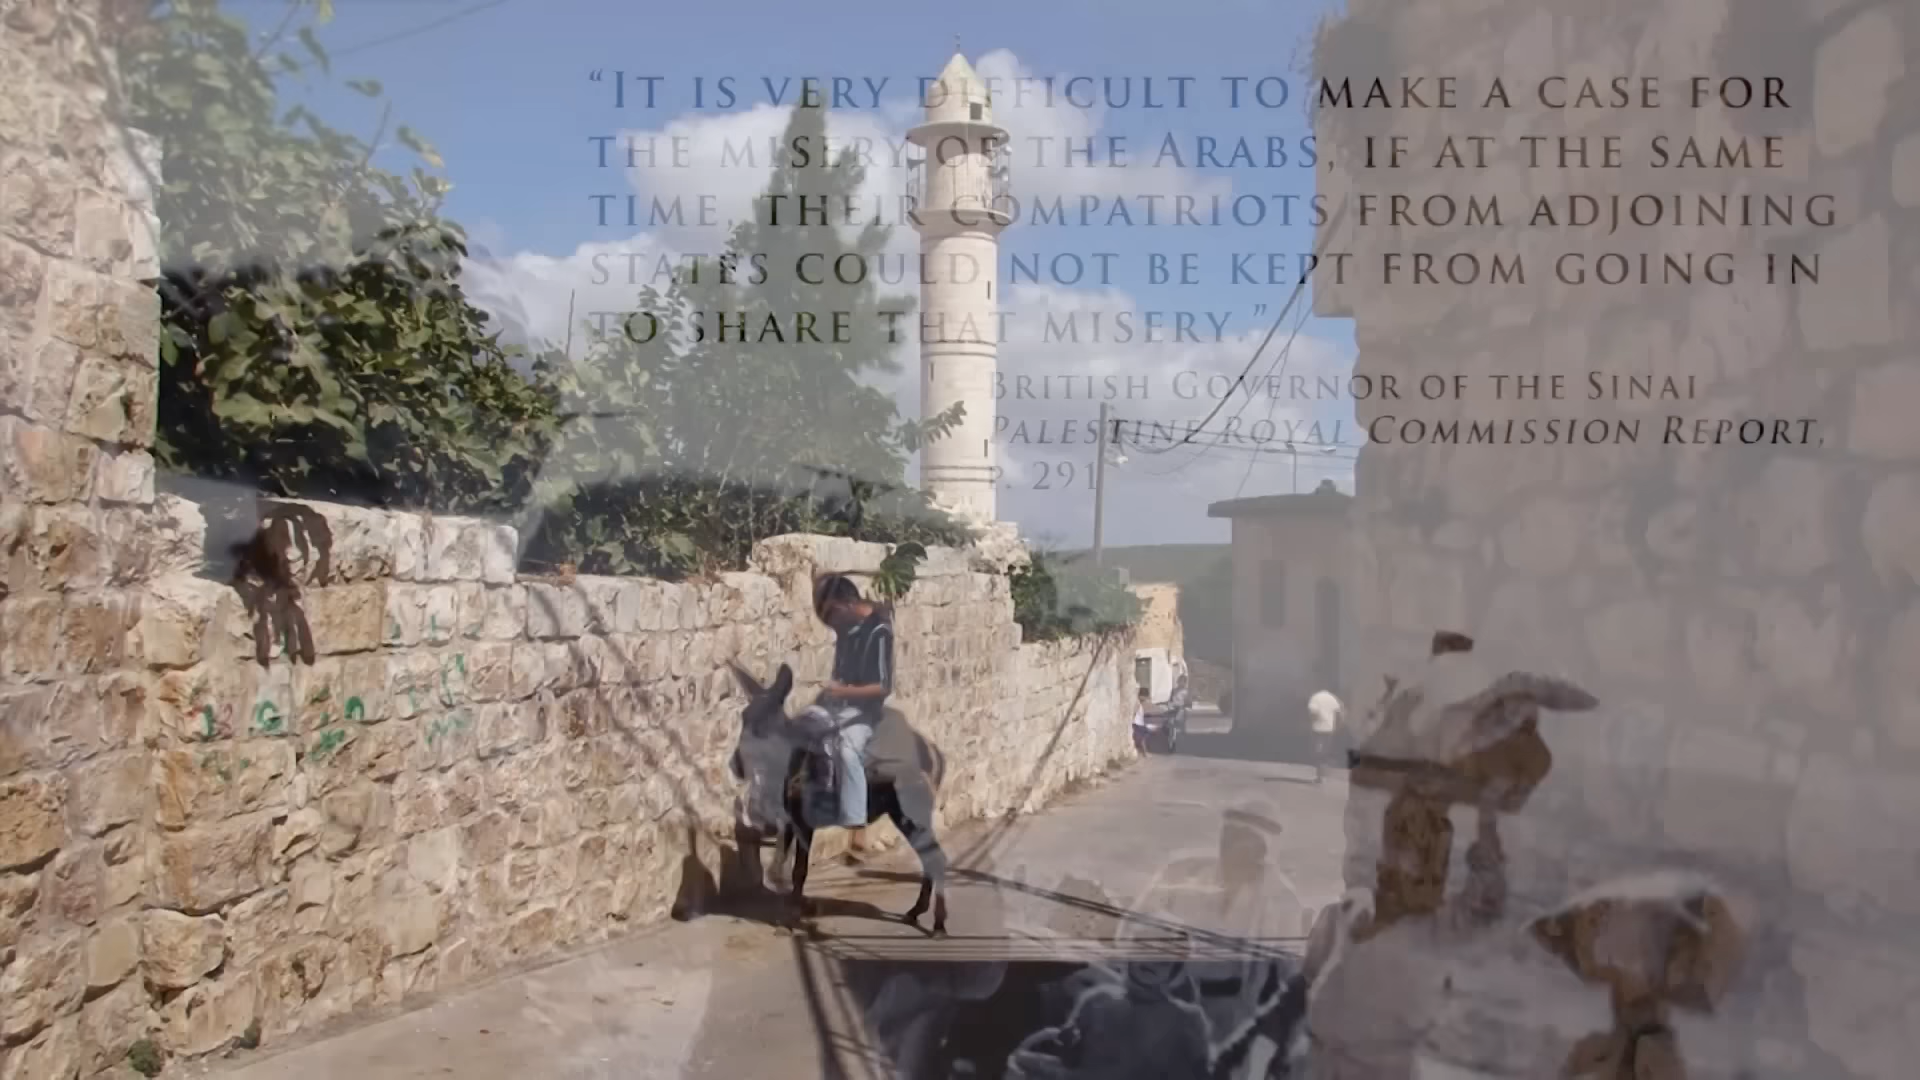 “It is very difficult to make a case for
the misery of the Arabs, if at the same
time, their compatriots from adjoining
states could not be kept from going in
to share that misery.”
British Governor of the Sinai
Palestine Royal Commission Report,
p. 291